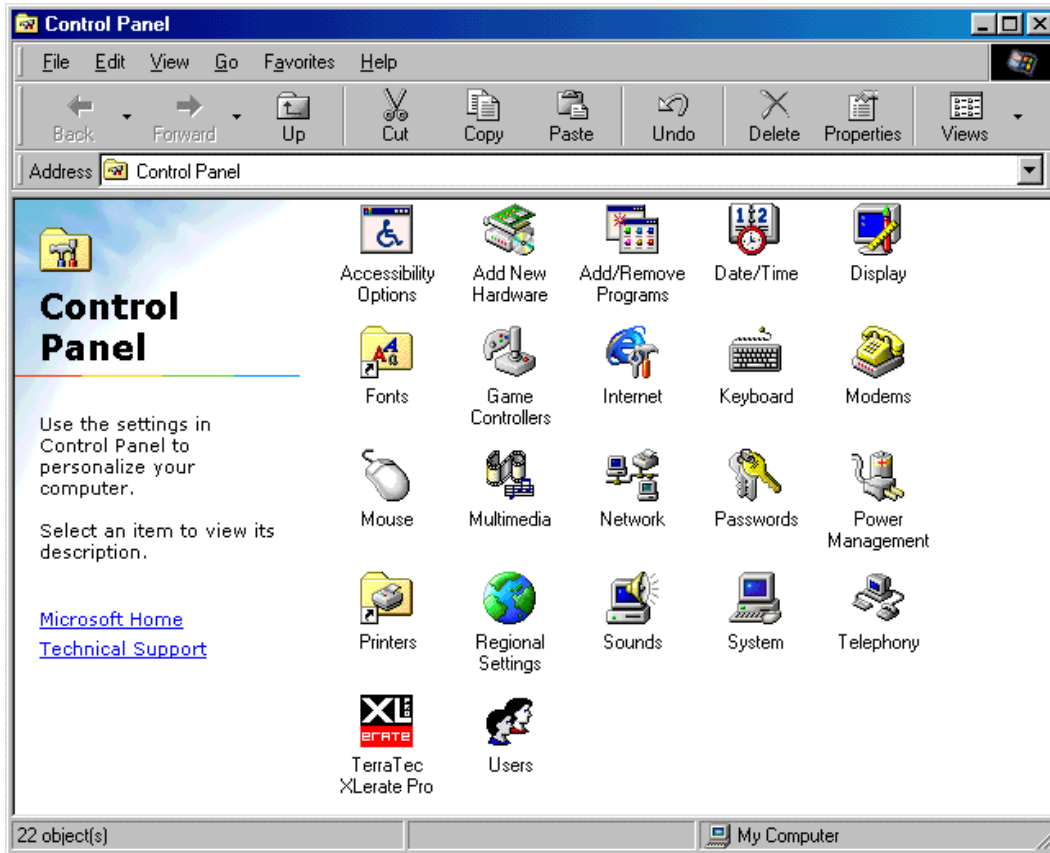 Control Panel
File Edit View Go Favorites Help
Back Forward Up Cut Copy Paste Undo Delete Properties Views
Address Control Panel
Control
Panel
Use the settings in
Control Panel to
personalize your
computer.
Select an item to view its
description.
Microsoft Home
Technical Support
Accessibility
Options
Add New
Hardware
Add/Remove
Programs
Date/Time
Display
Fonts
Game
Controllers
Internet
Keyboard
Modems
Mouse
Multimedia
Network
Passwords
Power
Management
Printers
Regional
Settings
Sounds
System
Telephony
TerraTec
XLerate Pro
Users
22 object(s)
My Computer